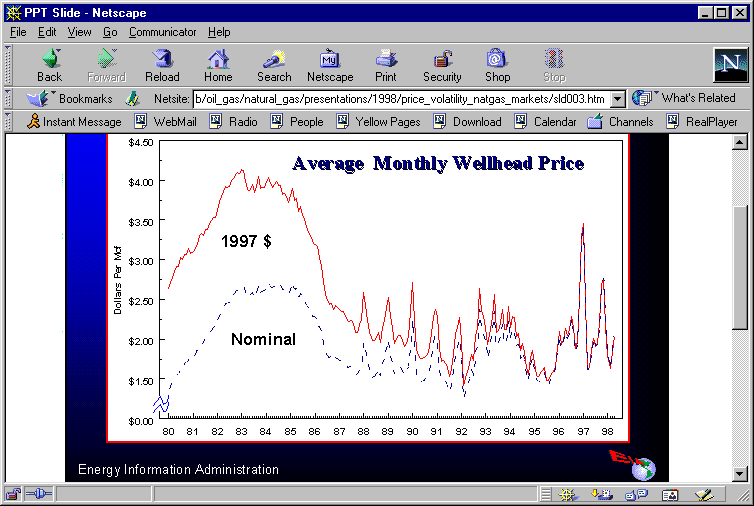 PPT Slide - Netscape
File Edit View Go Communicator Help
Back Forward Reload Home Search Netscape Print Security Shop Stop
My
N
Bookmarks Netsite: b/oil_gas/natural_gas/presentations/1998/price_volatility_natgas_markets/sld003.htm What's Related
Instant Message WebMail Radio People Yellow Pages Download Calendar Channels RealPlayer
Average Monthly Wellhead Price
Dollars Per Mcf
$4.50
$4.00
$3.50
$3.00
$2.50
$2.00
$1.50
$0.00
1997 $
Nominal
80 81 82 83 84 85 86 87 88 89 90 91 92 93 94 95 96 97 98
Energy Information Administration